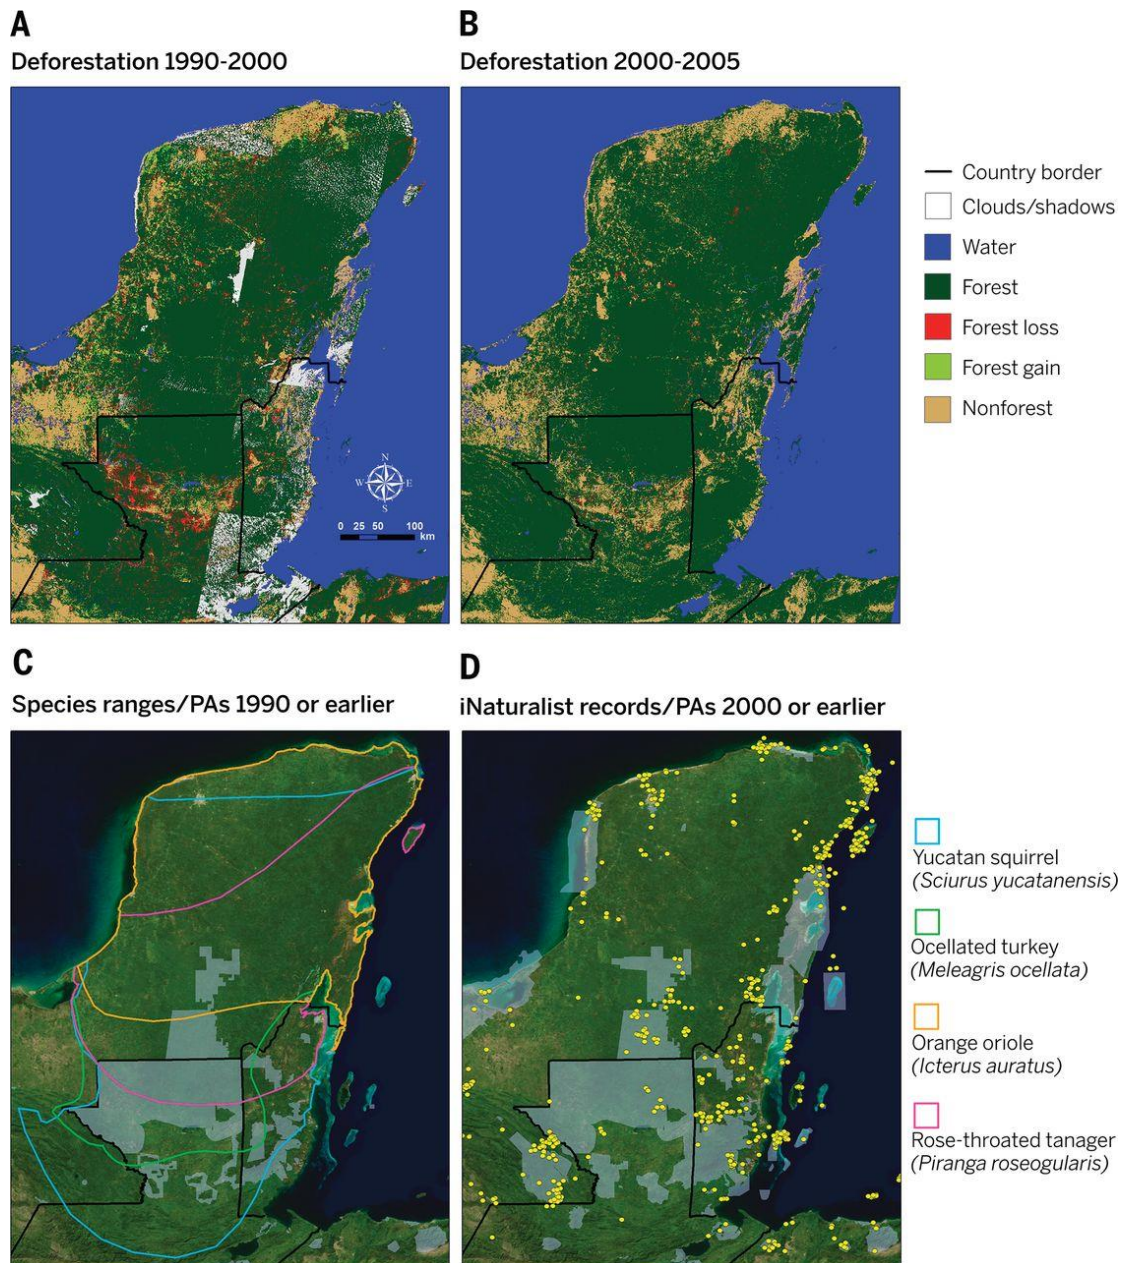 A
Deforestation 1990-2000
B
Deforestation 2000-2005
Country border
Clouds/shadows
Water
Forest
Forest loss
Forest gain
Nonforest
N
W E
S
0 25 50 100
km
C
Species ranges/PAs 1990 or earlier
D
iNaturalist records/PAs 2000 or earlier
Yucatan squirrel
(Sciurus yucatanensis)
Ocellated turkey
(Meleagris ocellata)
Orange oriole
(Icterus auratus)
Rose-throated tanager
(Piranga roseogularis)